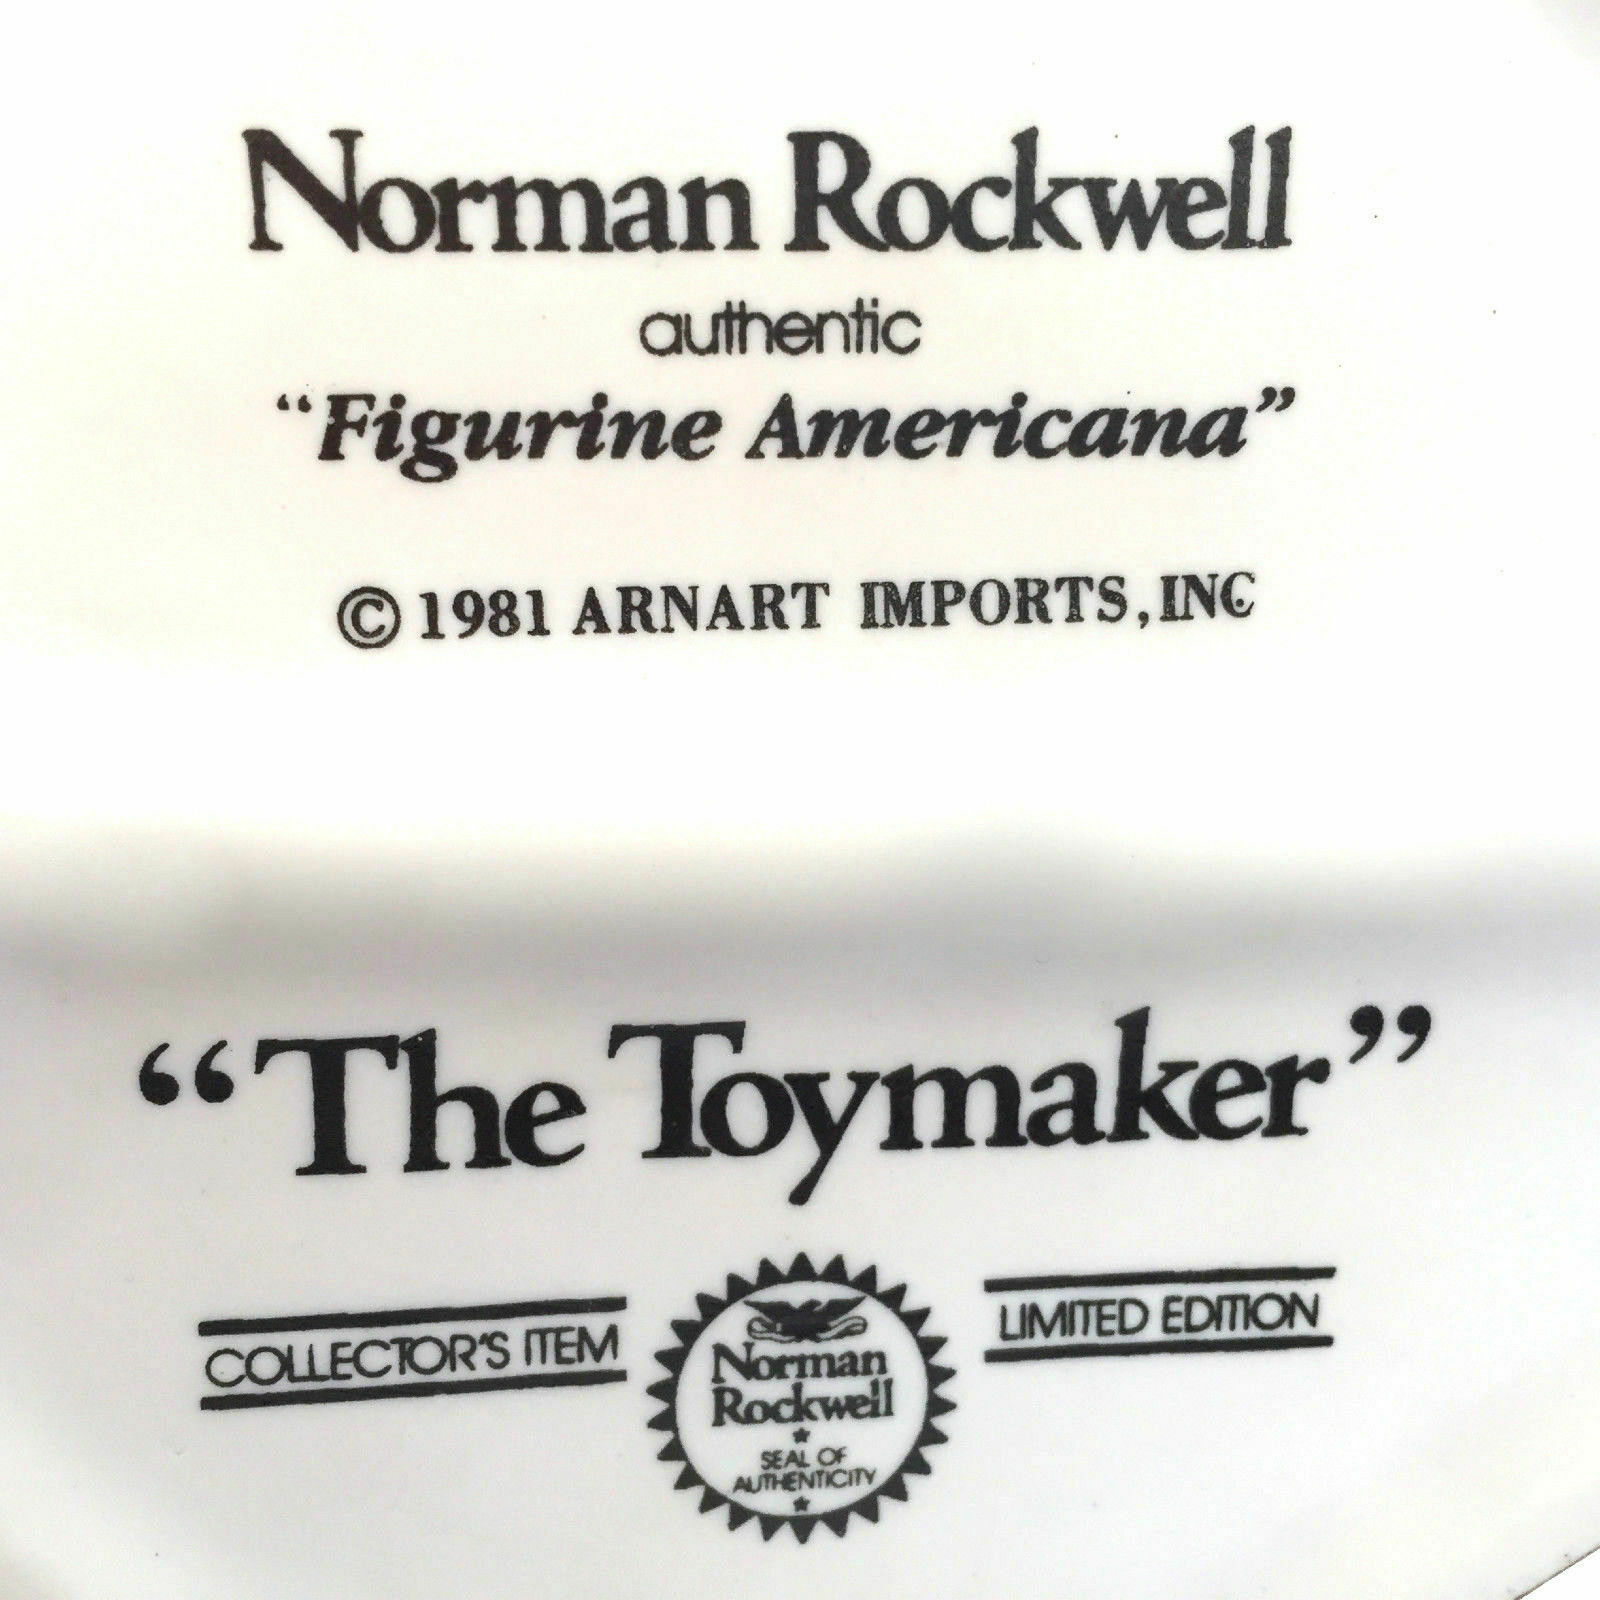 Norman Rockwell
authentic
“Figurine Americana”
© 1981 ARNART IMPORTS, INC.
“The Toymaker”
COLLECTOR'S ITEM
Norman
Rockwell
SEAL OF
AUTHENTICITY
LIMITED EDITION